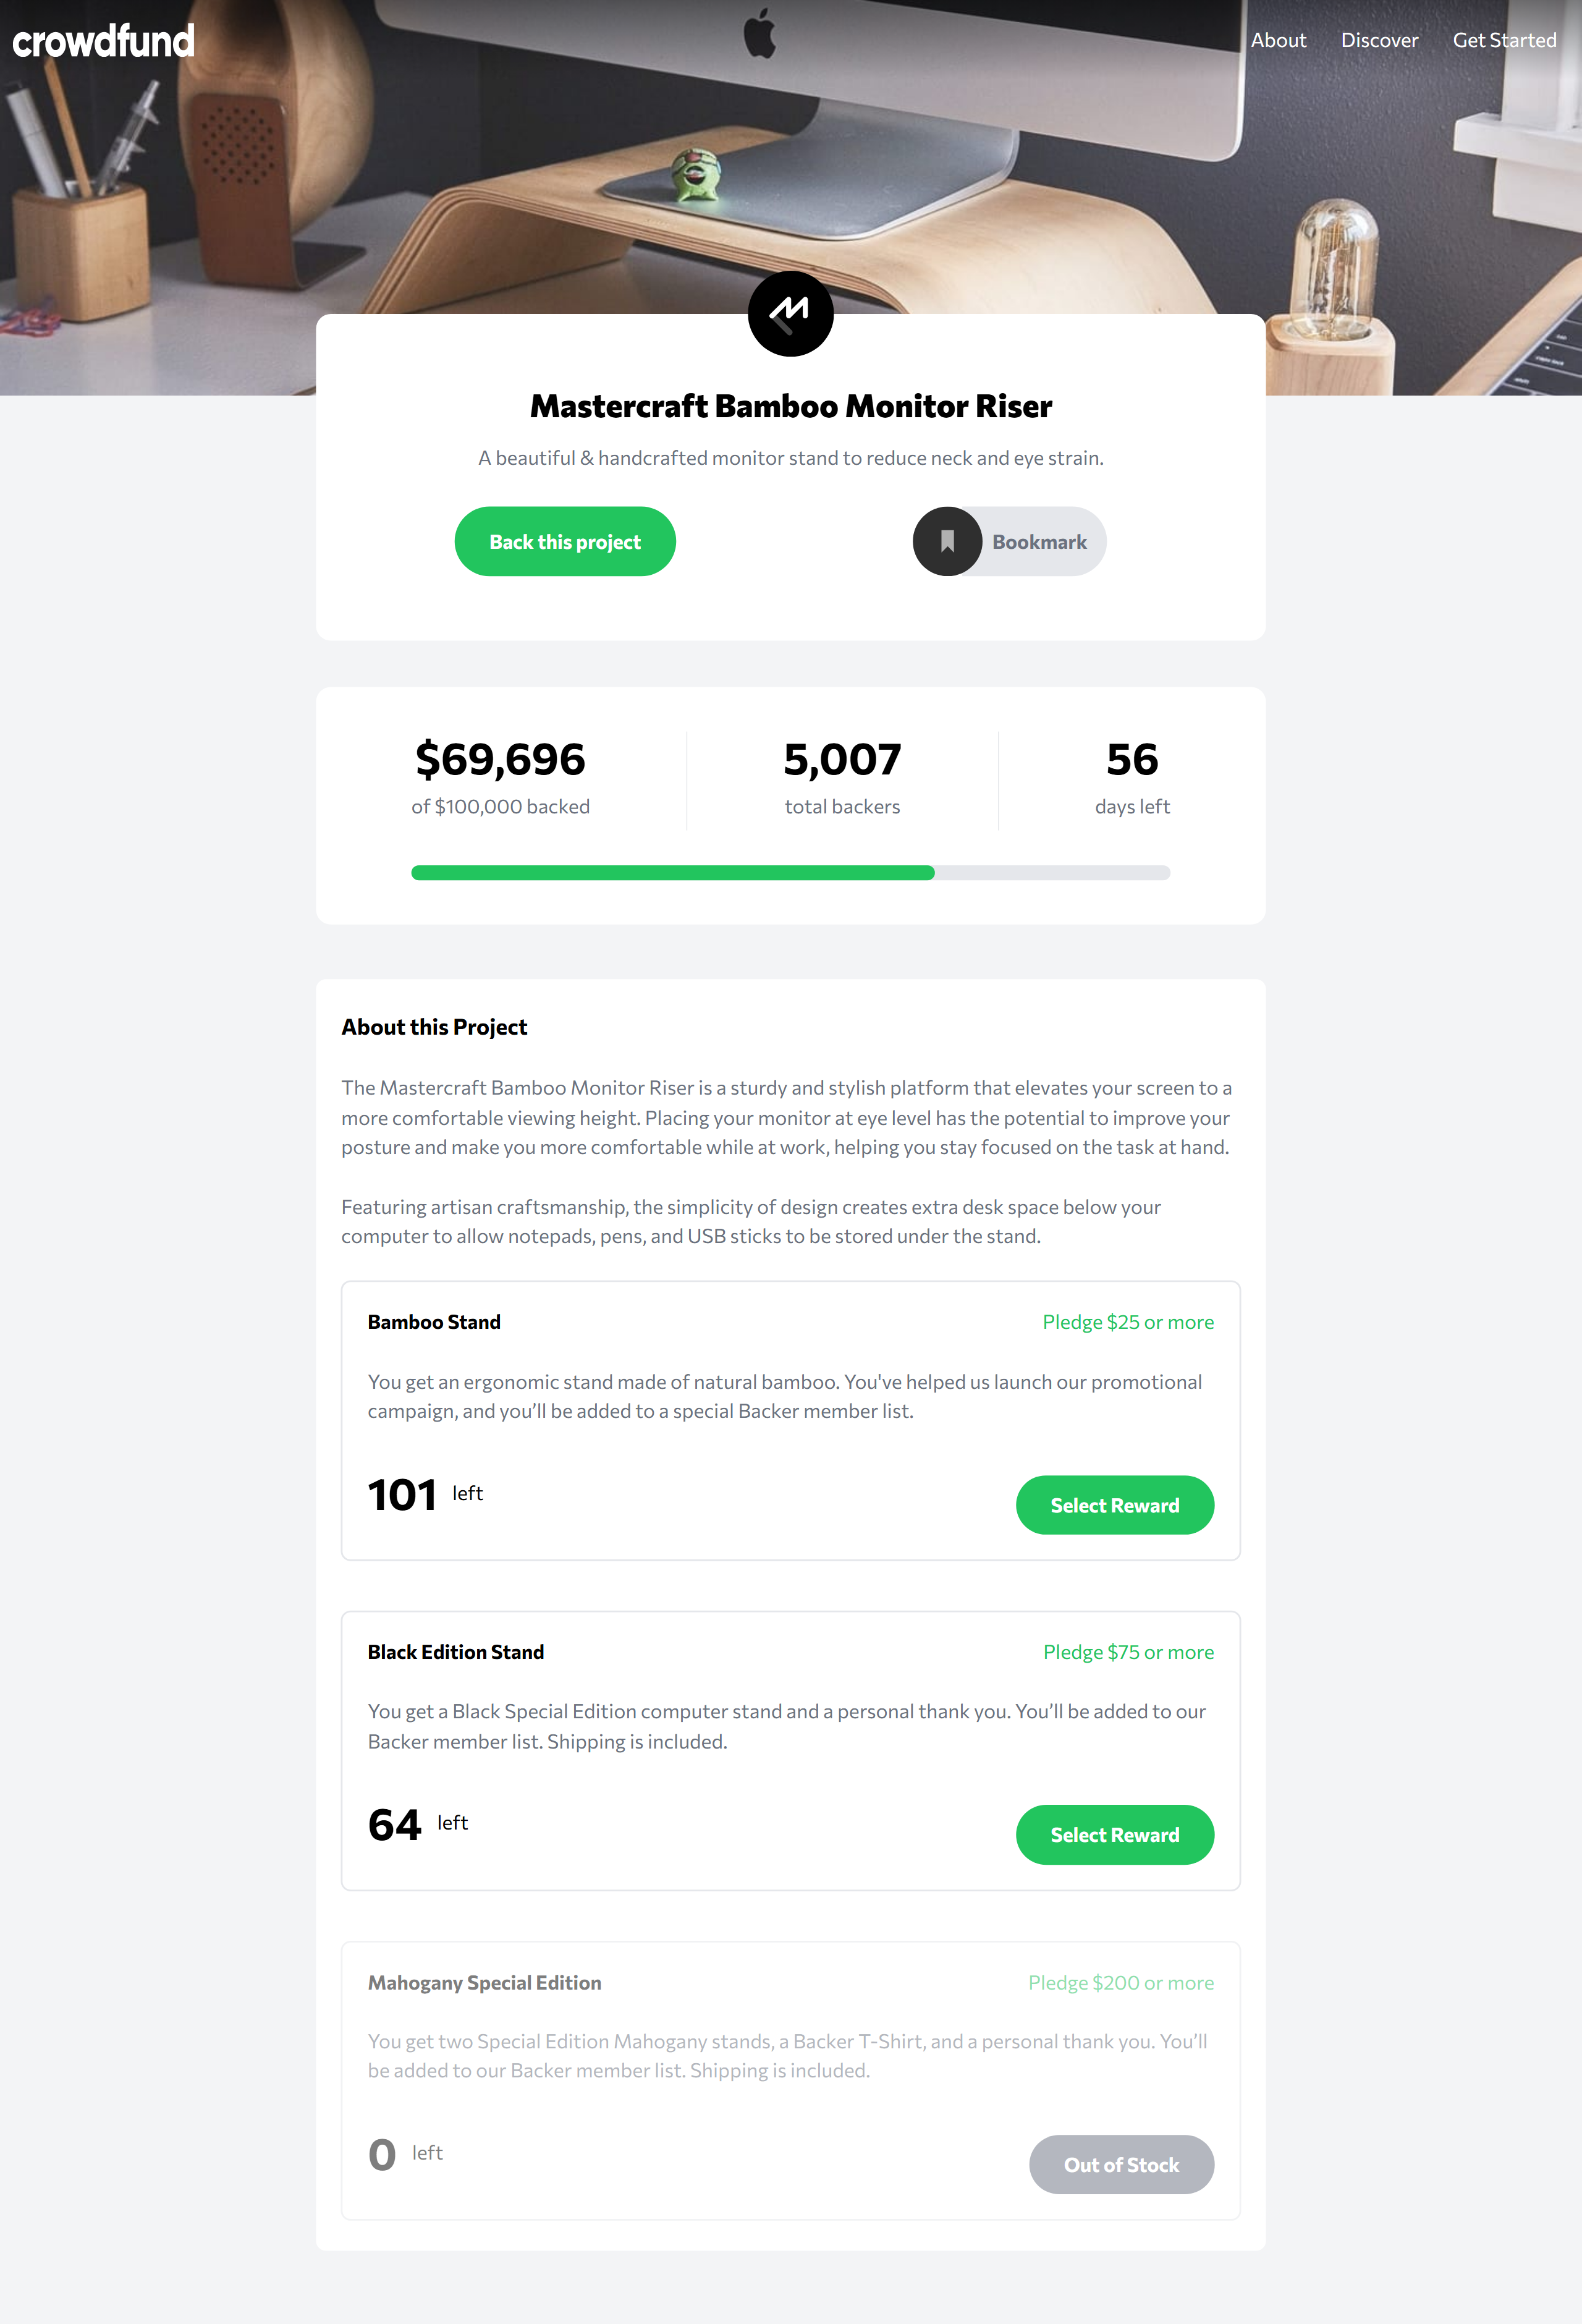 crowdfund
About
Discover
Get Started
Mastercraft Bamboo Monitor Riser
A beautiful & handcrafted monitor stand to reduce neck and eye strain.
Back this project
Bookmark
$69,696
of $100,000 backed
5,007
total backers
56
days left
About this Project
The Mastercraft Bamboo Monitor Riser is a sturdy and stylish platform that elevates your screen to a
more comfortable viewing height. Placing your monitor at eye level has the potential to improve your
posture and make you more comfortable while at work, helping you stay focused on the task at hand.
Featuring artisan craftsmanship, the simplicity of design creates extra desk space below your
computer to allow notepads, pens, and USB sticks to be stored under the stand.
Bamboo Stand
Pledge $25 or more
You get an ergonomic stand made of natural bamboo. You've helped us launch our promotional
campaign, and you’ll be added to a special Backer member list.
101 left
Select Reward
Black Edition Stand
Pledge $75 or more
You get a Black Special Edition computer stand and a personal thank you. You’ll be added to our
Backer member list. Shipping is included.
64 left
Select Reward
Mahogany Special Edition
Pledge $200 or more
You get two Special Edition Mahogany stands, a Backer T-Shirt, and a personal thank you. You’ll
be added to our Backer member list. Shipping is included.
0 left
Out of Stock